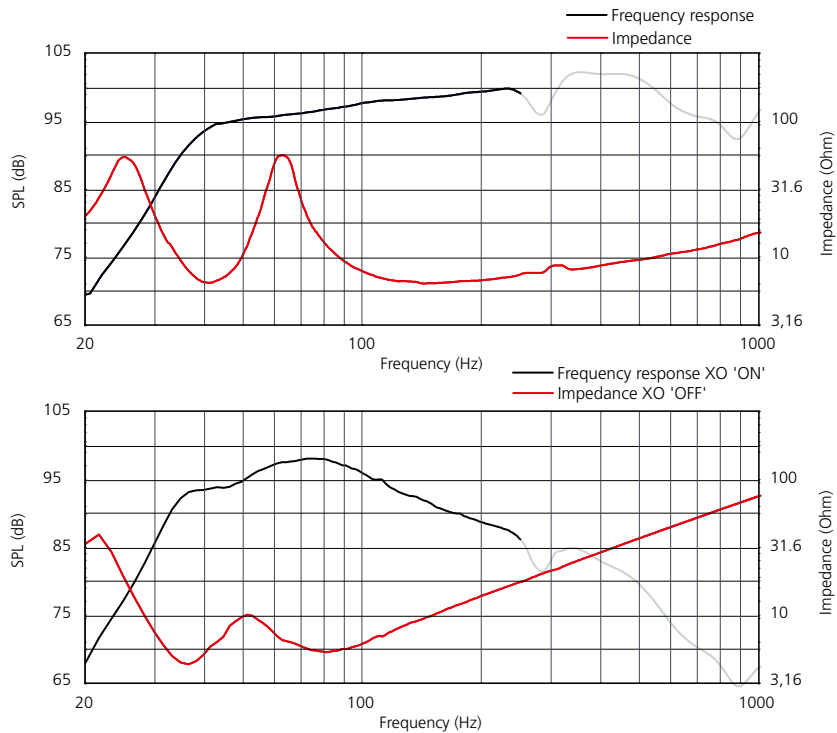 Frequency response
Impedance
105
95
85
75
65
SPL (dB)
100
31.6
10
3,16
Impedance (Ohm)
20
100
1000
Frequency (Hz)
Frequency response XO 'ON'
Impedance XO 'OFF'
105
95
85
75
65
SPL (dB)
100
31.6
10
3,16
Impedance (Ohm)
20
100
1000
Frequency (Hz)